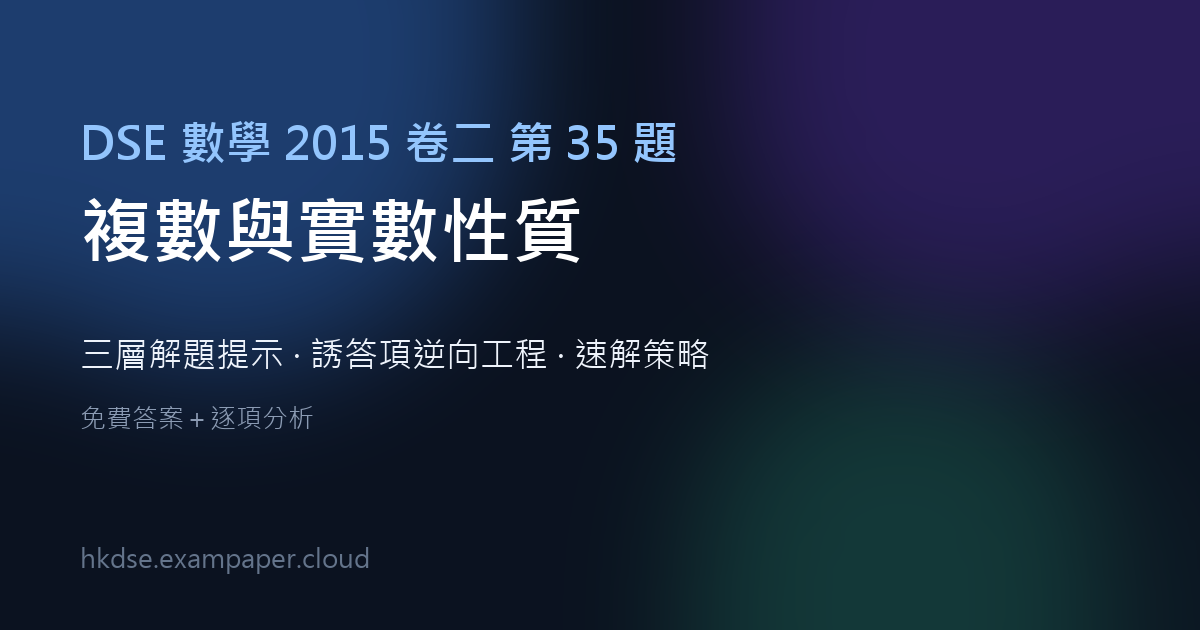 DSE 數學 2015 卷二 第 35 題
複數與實數性質
三層解題提示 · 誘答項逆向工程 · 速解策略
免費答案 + 逐項分析
hkdse.exampaper.cloud